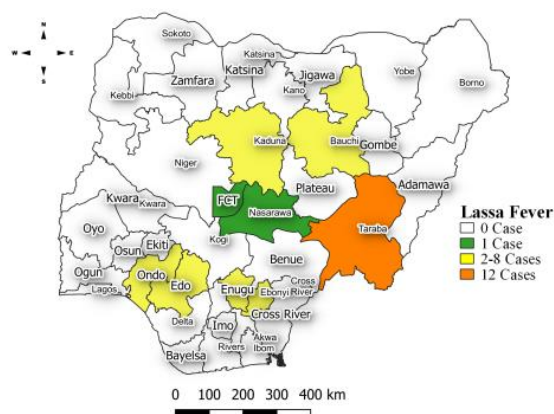 N
W E
S
Sokoto
Katsina
Zamfara
Katsina
Jigawa
Yobe
Borno
Kebbi
Kano
Kaduna
Bauchi
Gombe
Niger
Adamawa
Plateau
FCT
Nasarawa
Kwara
Kwara
Taraba
Oyo
Kogi
Osun
Ekiti
Benue
Ogun
Ondo
Edo
Enugu
Cross
Ebonyi River
Lagos
Cross River
Delta
Imo
Akwa
Ibom
Rivers
Bayelsa
Lassa Fever
0 Case
1 Case
2-8 Cases
12 Cases
0 100 200 300 400 km